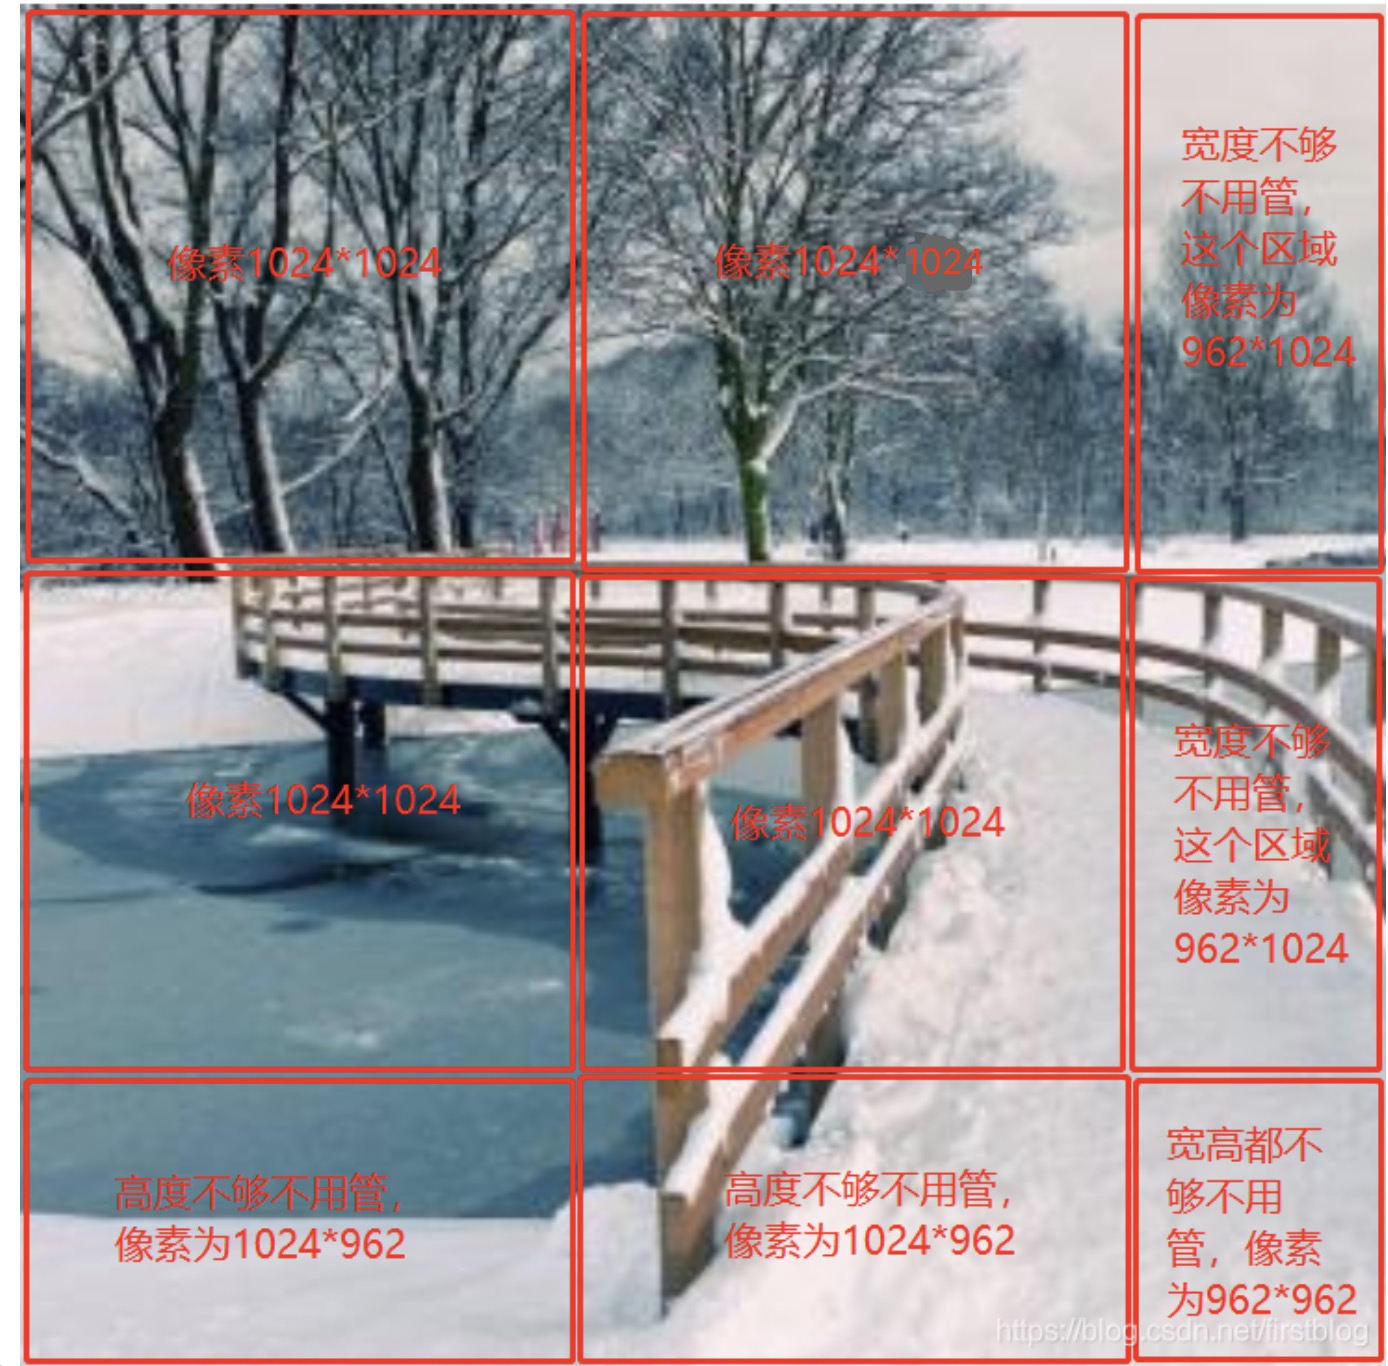 像素1024*1024
像素1024*1024
宽度不够
不用管，
这个区域
像素为
962*1024
像素1024*1024
像素1024*1024
宽度不够
不用管，
这个区域
像素为
962*1024
高度不够不用管，
像素为1024*962
高度不够不用管，
像素为1024*962
宽高都不
够不用
管，像素
为962*962
https://blog.csdn.net/firstblog